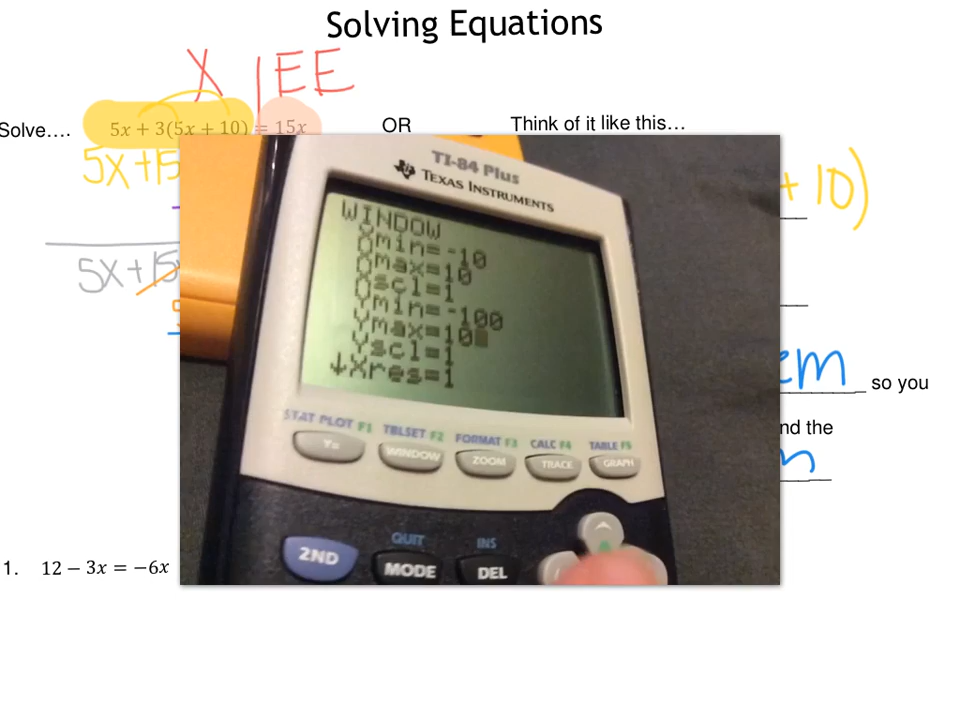 Solving Equations
X | EE
Solve…. 5x + 3(5x + 10) = 15x OR Think of it like this…
5x+15
+ 10)
5x+15
em so you
nd the
1. 12 − 3x = −6x
TI-84 Plus
TEXAS INSTRUMENTS
WINDOW
Xmin=-10
Xmax=10
Xscl=1
Ymin=-100
Ymax=10
Yscl=1
↓Xres=1
STAT PLOT F1 TBLSET F2 FORMAT F3 CALC F4 TABLE F5
Y= WINDOW ZOOM TRACE GRAPH
QUIT INS
2ND MODE DEL
A